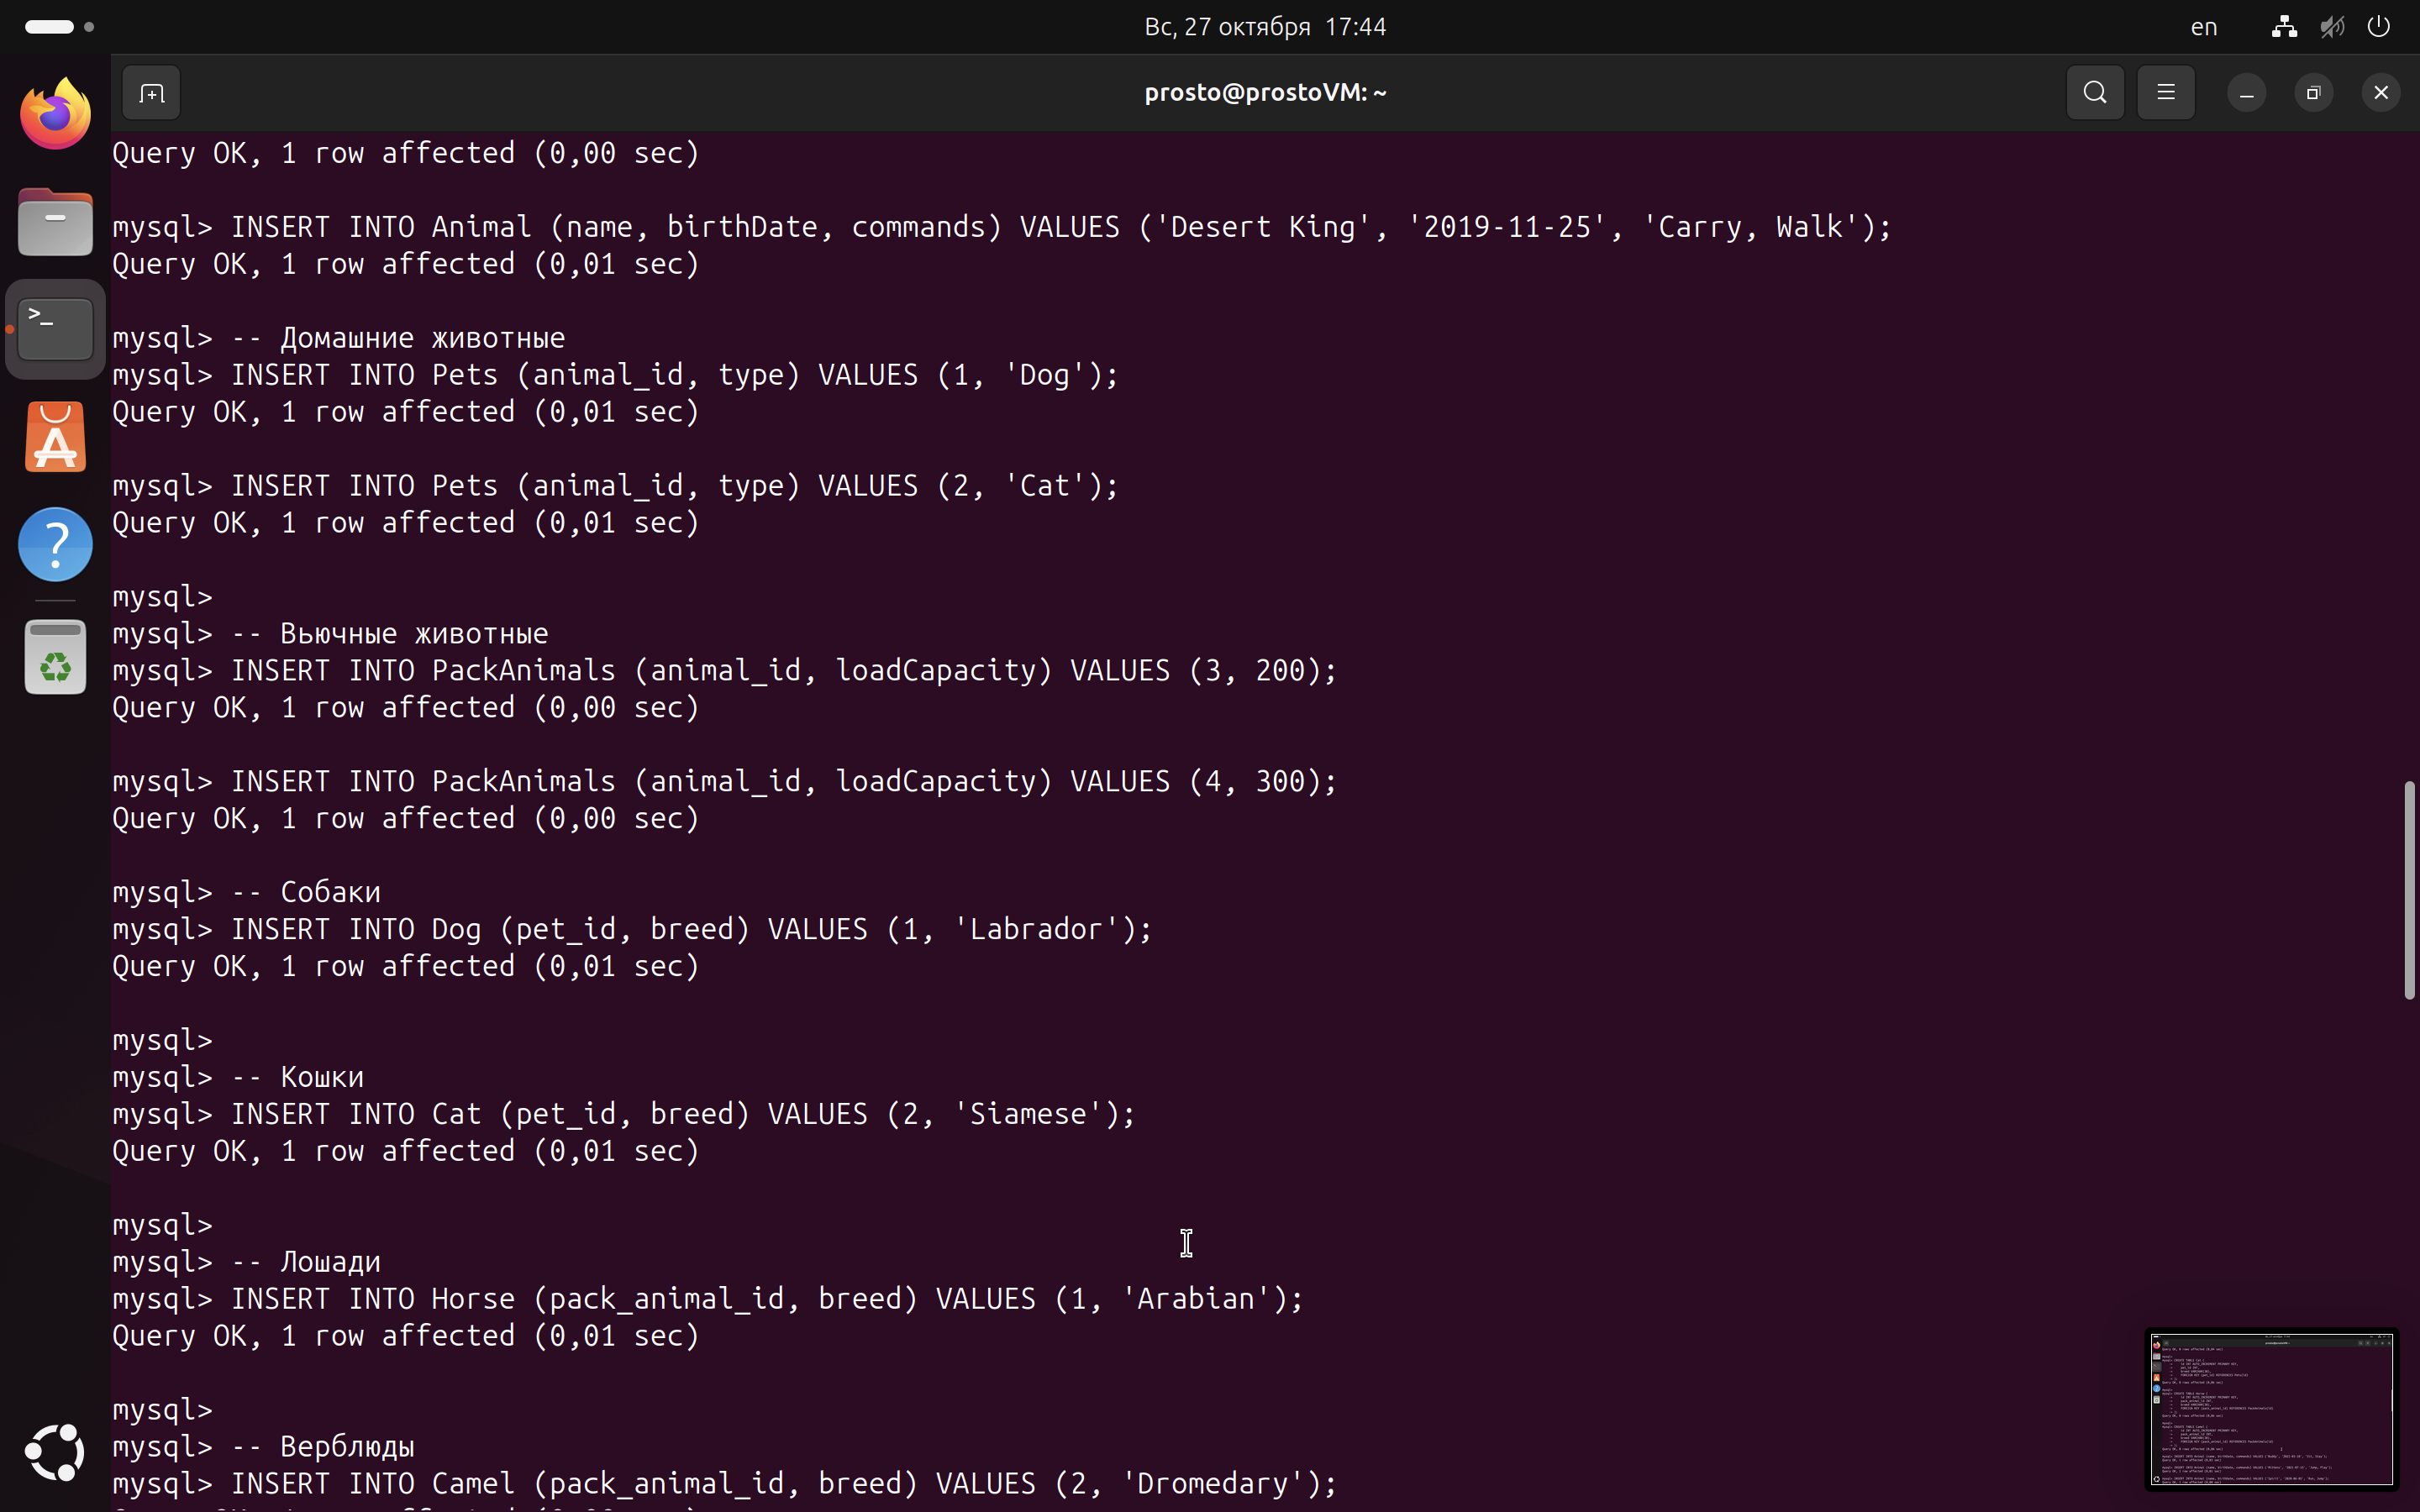 Вс, 27 октября 17:44
en
prosto@prostoVM: ~
Query OK, 1 row affected (0,00 sec)
mysql> INSERT INTO Animal (name, birthDate, commands) VALUES ('Desert King', '2019-11-25', 'Carry, Walk');
Query OK, 1 row affected (0,01 sec)
mysql> -- Домашние животные
mysql> INSERT INTO Pets (animal_id, type) VALUES (1, 'Dog');
Query OK, 1 row affected (0,01 sec)
mysql> INSERT INTO Pets (animal_id, type) VALUES (2, 'Cat');
Query OK, 1 row affected (0,01 sec)
mysql>
mysql> -- Вьючные животные
mysql> INSERT INTO PackAnimals (animal_id, loadCapacity) VALUES (3, 200);
Query OK, 1 row affected (0,00 sec)
mysql> INSERT INTO PackAnimals (animal_id, loadCapacity) VALUES (4, 300);
Query OK, 1 row affected (0,00 sec)
mysql> -- Собаки
mysql> INSERT INTO Dog (pet_id, breed) VALUES (1, 'Labrador');
Query OK, 1 row affected (0,01 sec)
mysql>
mysql> -- Кошки
mysql> INSERT INTO Cat (pet_id, breed) VALUES (2, 'Siamese');
Query OK, 1 row affected (0,01 sec)
mysql>
mysql> -- Лошади
mysql> INSERT INTO Horse (pack_animal_id, breed) VALUES (1, 'Arabian');
Query OK, 1 row affected (0,01 sec)
mysql>
mysql> -- Верблюды
mysql> INSERT INTO Camel (pack_animal_id, breed) VALUES (2, 'Dromedary');